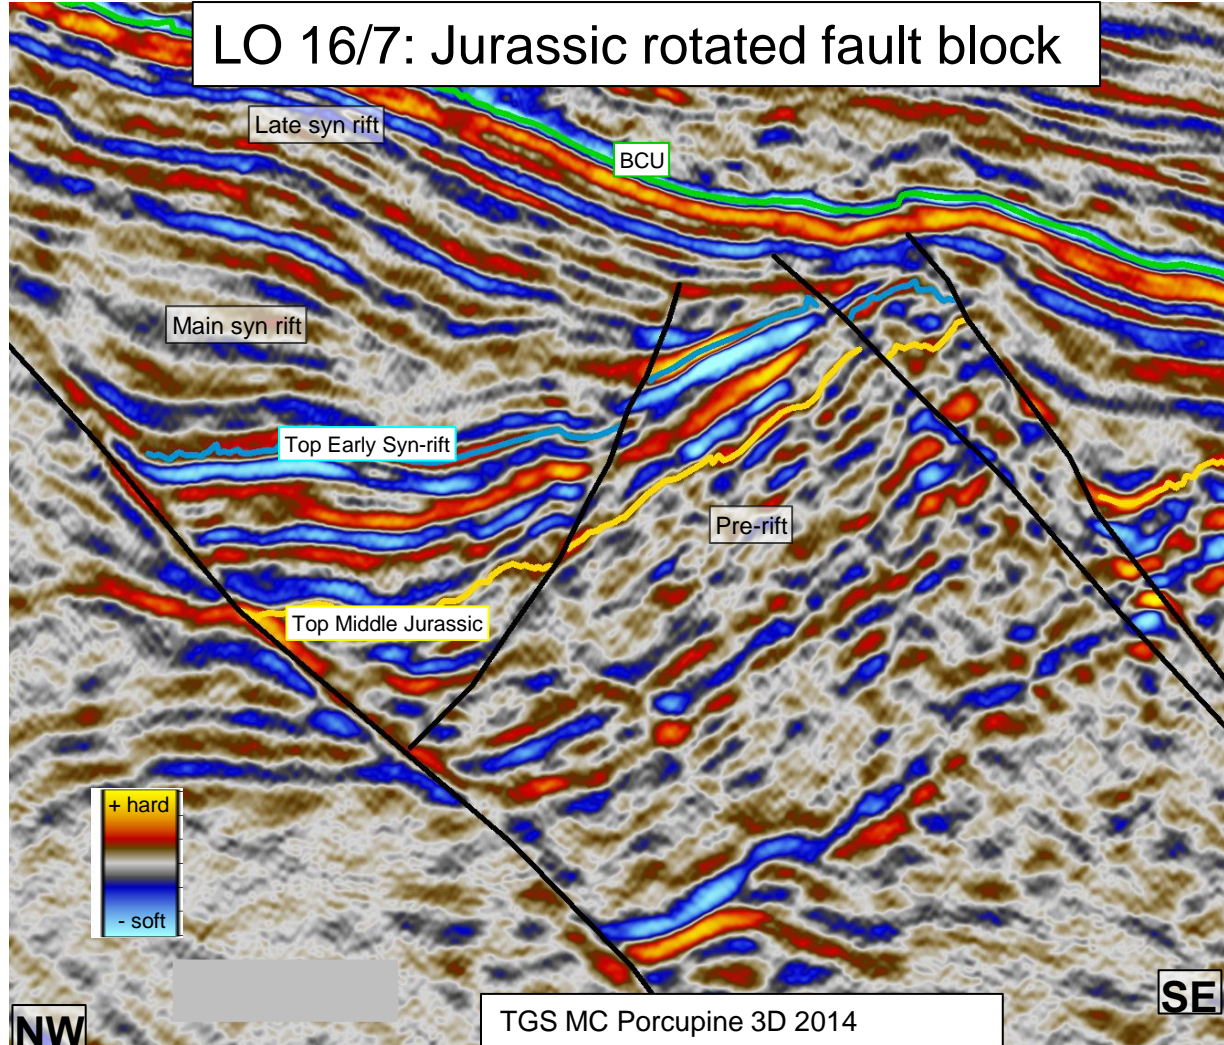 LO 16/7: Jurassic rotated fault block
Late syn rift
BCU
Main syn rift
Top Early Syn-rift
Pre-rift
Top Middle Jurassic
+ hard
- soft
NW
TGS MC Porcupine 3D 2014
SE